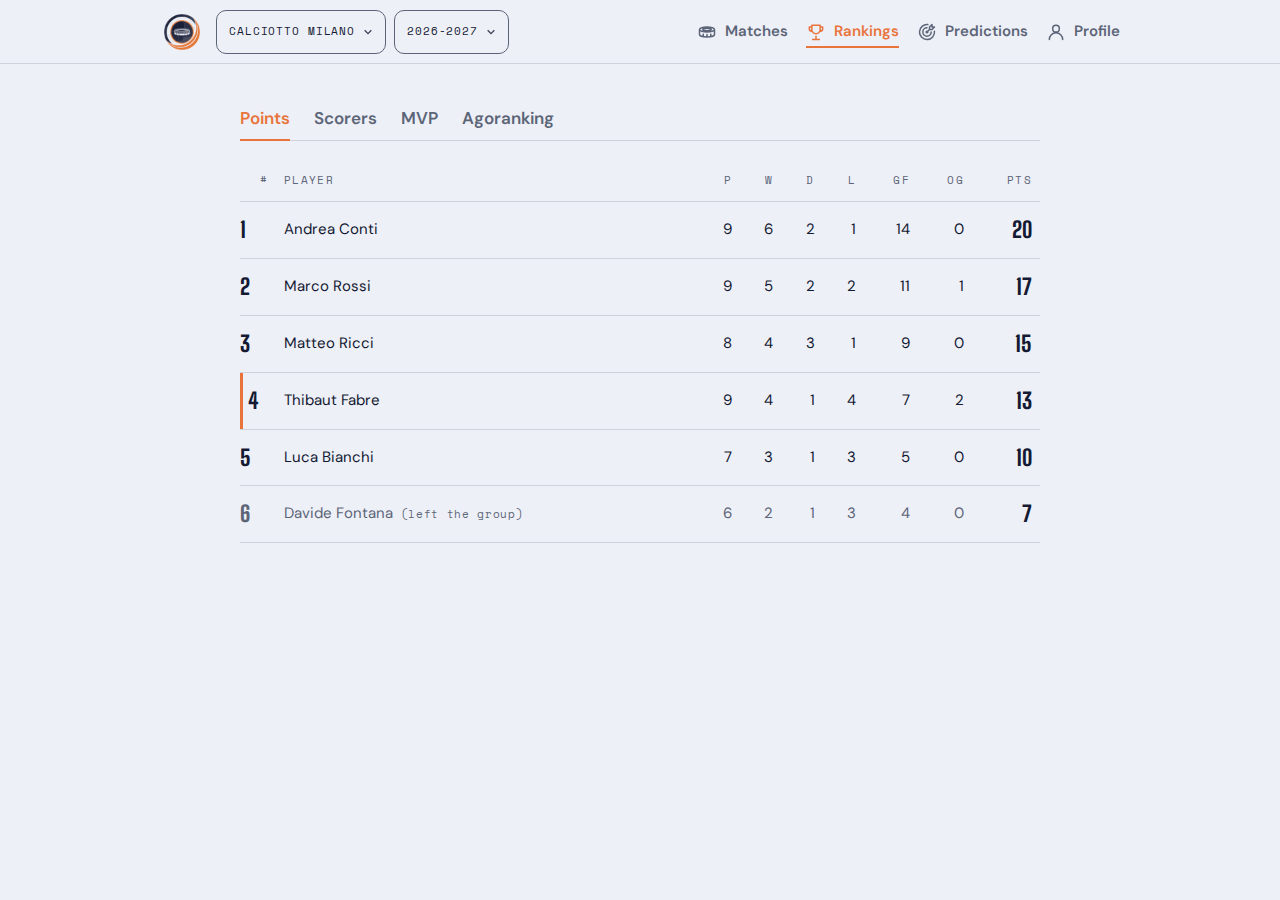 CALCIOTTO MILANO 2026-2027 Matches Rankings Predictions Profile
Points Scorers MVP Agoranking
# PLAYER P W D L GF OG PTS
1 Andrea Conti 9 6 2 1 14 0 20
2 Marco Rossi 9 5 2 2 11 1 17
3 Matteo Ricci 8 4 3 1 9 0 15
4 Thibaut Fabre 9 4 1 4 7 2 13
5 Luca Bianchi 7 3 1 3 5 0 10
6 Davide Fontana (left the group) 6 2 1 3 4 0 7